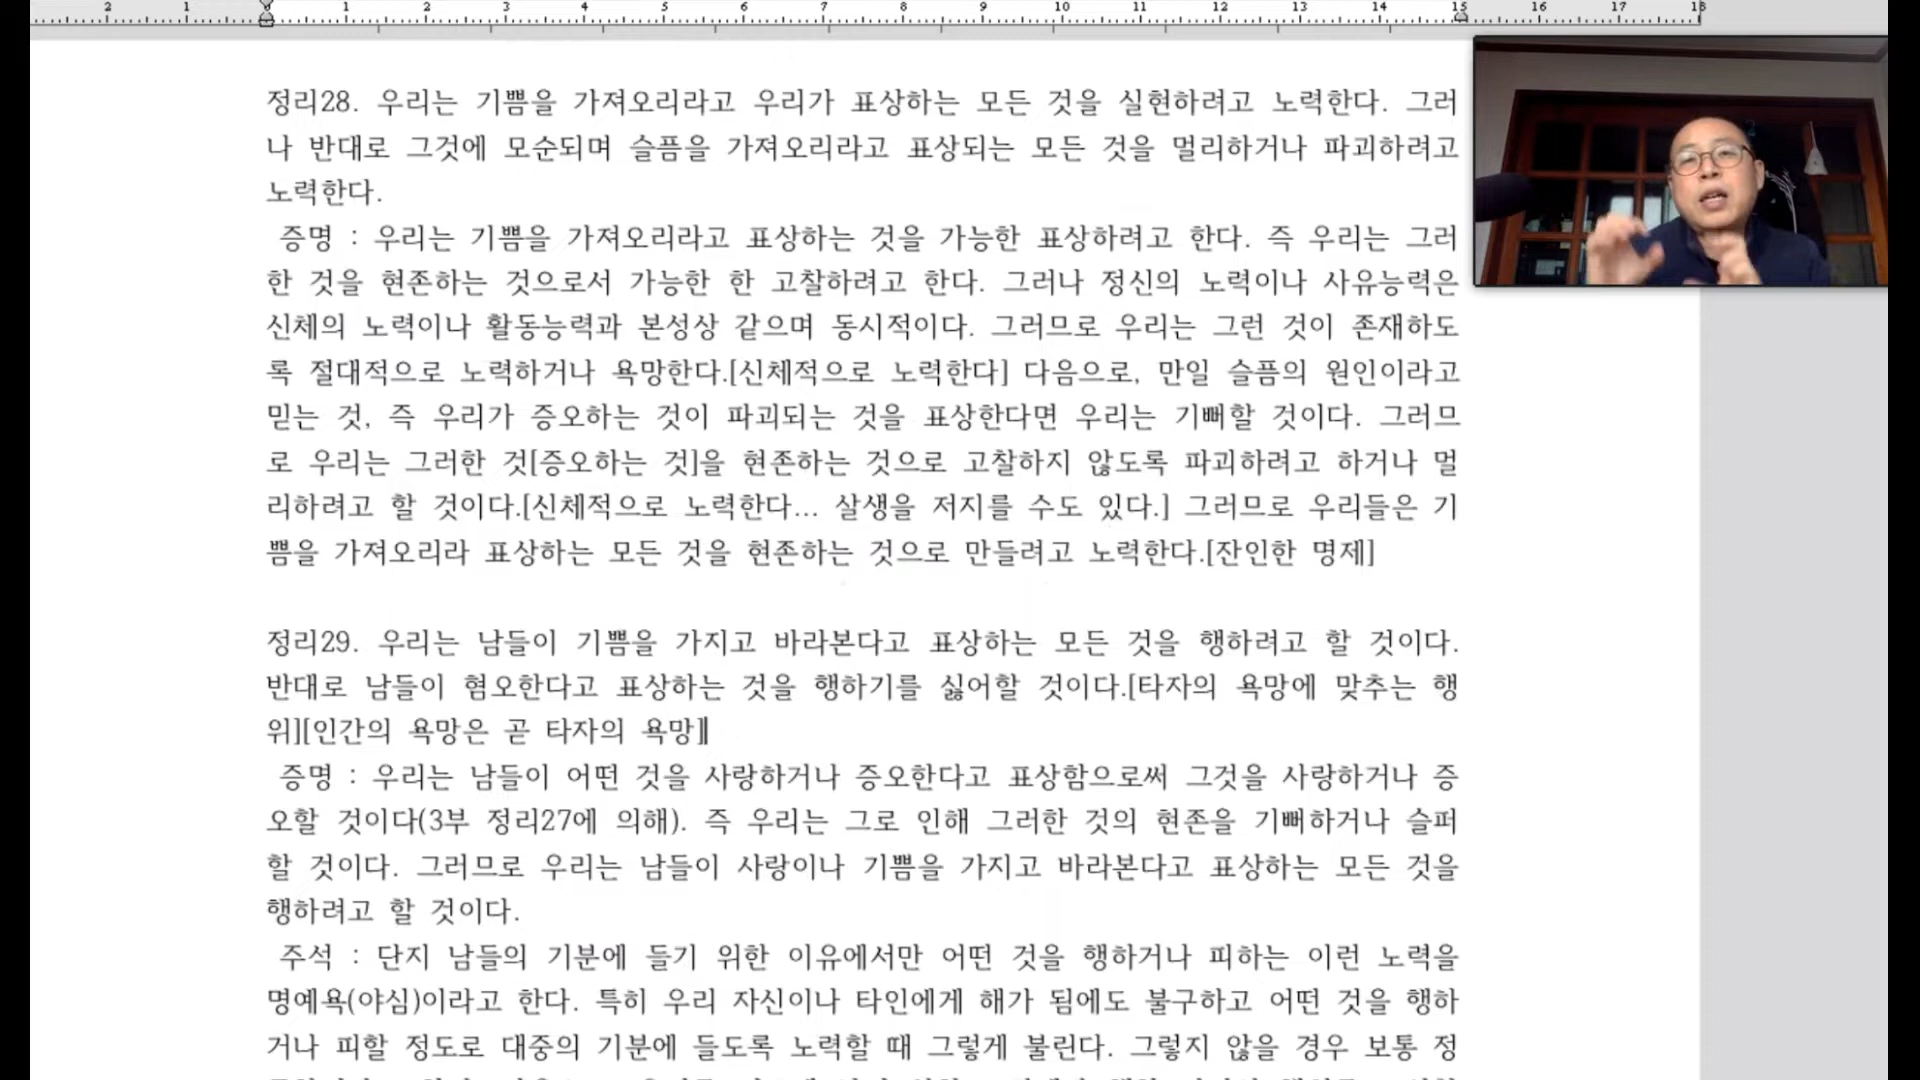 2 1 1 2 3 4 5 6 7 8 9 10 11 12 13 14 15 16 17 18
정리28. 우리는 기쁨을 가져오리라고 우리가 표상하는 모든 것을 실현하려고 노력한다. 그러
나 반대로 그것에 모순되며 슬픔을 가져오리라고 표상되는 모든 것을 멀리하거나 파괴하려고
노력한다.
증명 : 우리는 기쁨을 가져오리라고 표상하는 것을 가능한 표상하려고 한다. 즉 우리는 그러
한 것을 현존하는 것으로서 가능한 한 고찰하려고 한다. 그러나 정신의 노력이나 사유능력은
신체의 노력이나 활동능력과 본성상 같으며 동시적이다. 그러므로 우리는 그런 것이 존재하도
록 절대적으로 노력하거나 욕망한다.[신체적으로 노력한다] 다음으로, 만일 슬픔의 원인이라고
믿는 것, 즉 우리가 증오하는 것이 파괴되는 것을 표상한다면 우리는 기뻐할 것이다. 그러므
로 우리는 그러한 것[증오하는 것]을 현존하는 것으로 고찰하지 않도록 파괴하려고 하거나 멀
리하려고 할 것이다.[신체적으로 노력한다... 살생을 저지를 수도 있다.] 그러므로 우리들은 기
쁨을 가져오리라 표상하는 모든 것을 현존하는 것으로 만들려고 노력한다.[잔인한 명제]
정리29. 우리는 남들이 기쁨을 가지고 바라본다고 표상하는 모든 것을 행하려고 할 것이다.
반대로 남들이 혐오한다고 표상하는 것을 행하기를 싫어할 것이다.[타자의 욕망에 맞추는 행
위][인간의 욕망은 곧 타자의 욕망]
증명 : 우리는 남들이 어떤 것을 사랑하거나 증오한다고 표상함으로써 그것을 사랑하거나 증
오할 것이다(3부 정리27에 의해). 즉 우리는 그로 인해 그러한 것의 현존을 기뻐하거나 슬퍼
할 것이다. 그러므로 우리는 남들이 사랑이나 기쁨을 가지고 바라본다고 표상하는 모든 것을
행하려고 할 것이다.
주석 : 단지 남들의 기분에 들기 위한 이유에서만 어떤 것을 행하거나 피하는 이런 노력을
명예욕(야심)이라고 한다. 특히 우리 자신이나 타인에게 해가 됨에도 불구하고 어떤 것을 행하
거나 피할 정도로 대중의 기분에 들도록 노력할 때 그렇게 불린다. 그렇지 않을 경우 보통 정